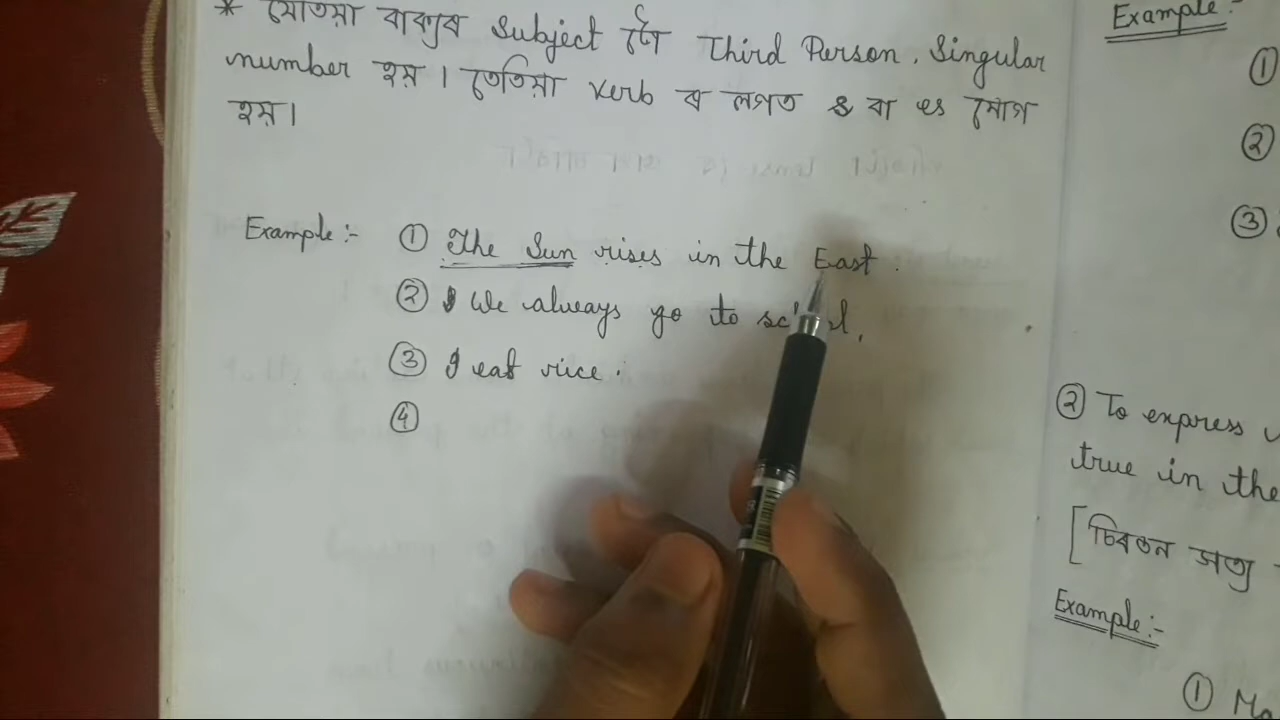 * যেতিয়া বাক্যৰ Subject টো Third Person, Singular
number হয়। তেতিয়া Verb ৰ লগত s বা es যোগ
হয়।
Example :- ① The Sun rises in the East.
② We always go to school.
③ I eat rice.
④
Example :-
①
②
③
② To express
true in the
[চিৰন্তন সত্য
Example :-
①